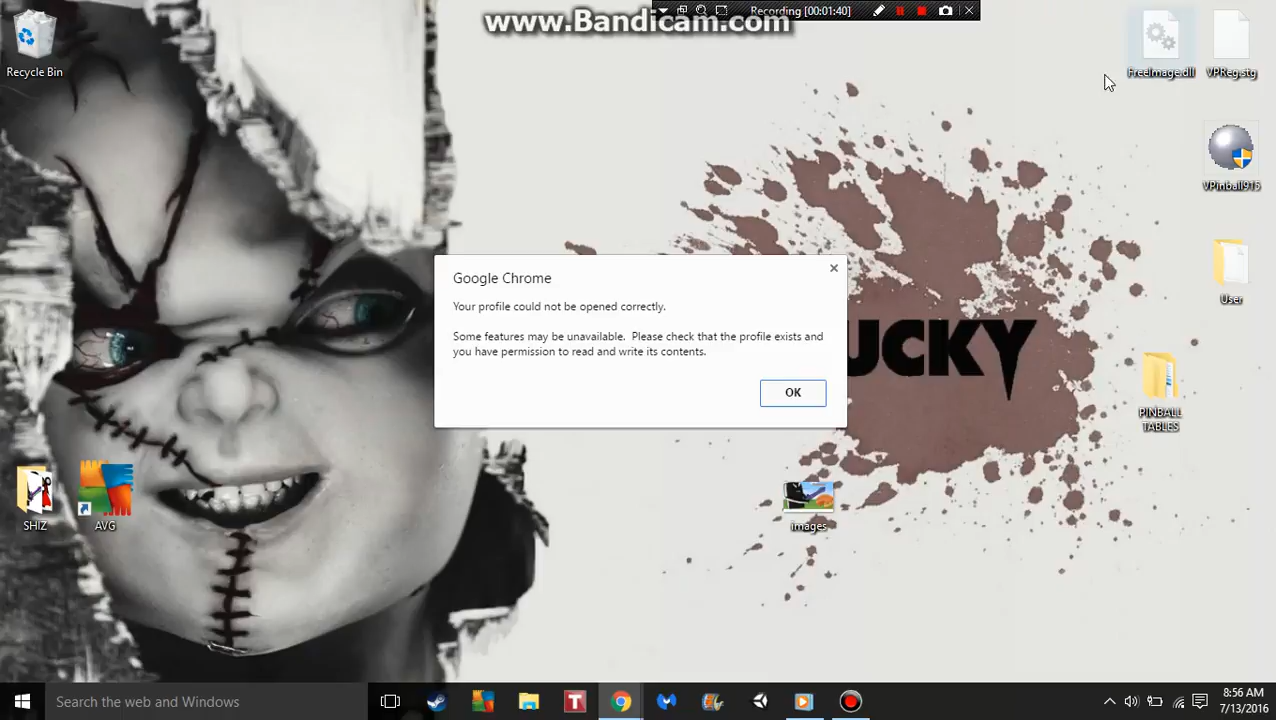 www.Bandicam.com
Recording [00:01:40]
Recycle Bin
FreeImage.dll
VPReg.stg
VPinball915
User
Google Chrome
Your profile could not be opened correctly.
Some features may be unavailable. Please check that the profile exists and
you have permission to read and write its contents.
OK
UCKY
PINBALL
TABLES
SHIZ
AVG
images
Search the web and Windows
8:56 AM
7/13/2016